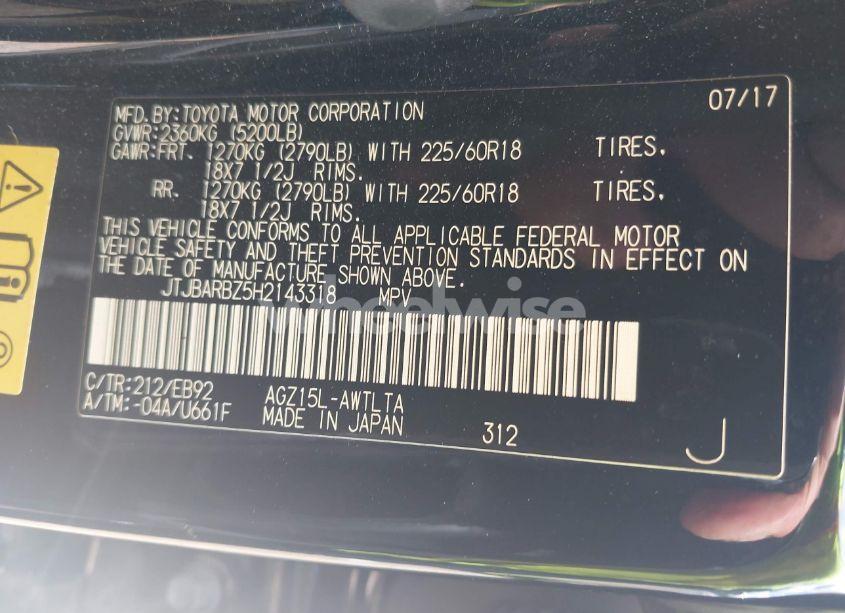 MFD.BY:TOYOTA MOTOR CORPORATION 07/17
GVWR:2360KG (5200LB)
GAWR:FRT. 1270KG (2790LB) WITH 225/60R18 TIRES,
18X7 1/2J RIMS.
RR. 1270KG (2790LB) WITH 225/60R18 TIRES,
18X7 1/2J RIMS.
THIS VEHICLE CONFORMS TO ALL APPLICABLE FEDERAL MOTOR
VEHICLE SAFETY AND THEFT PREVENTION STANDARDS IN EFFECT ON
THE DATE OF MANUFACTURE SHOWN ABOVE.
JTJBARBZ5H2143318 MPV
wheelwise
C/TR:212/EB92 AGZ15L-AWTLTA
A/TM:-04A/U661F MADE IN JAPAN 312
J